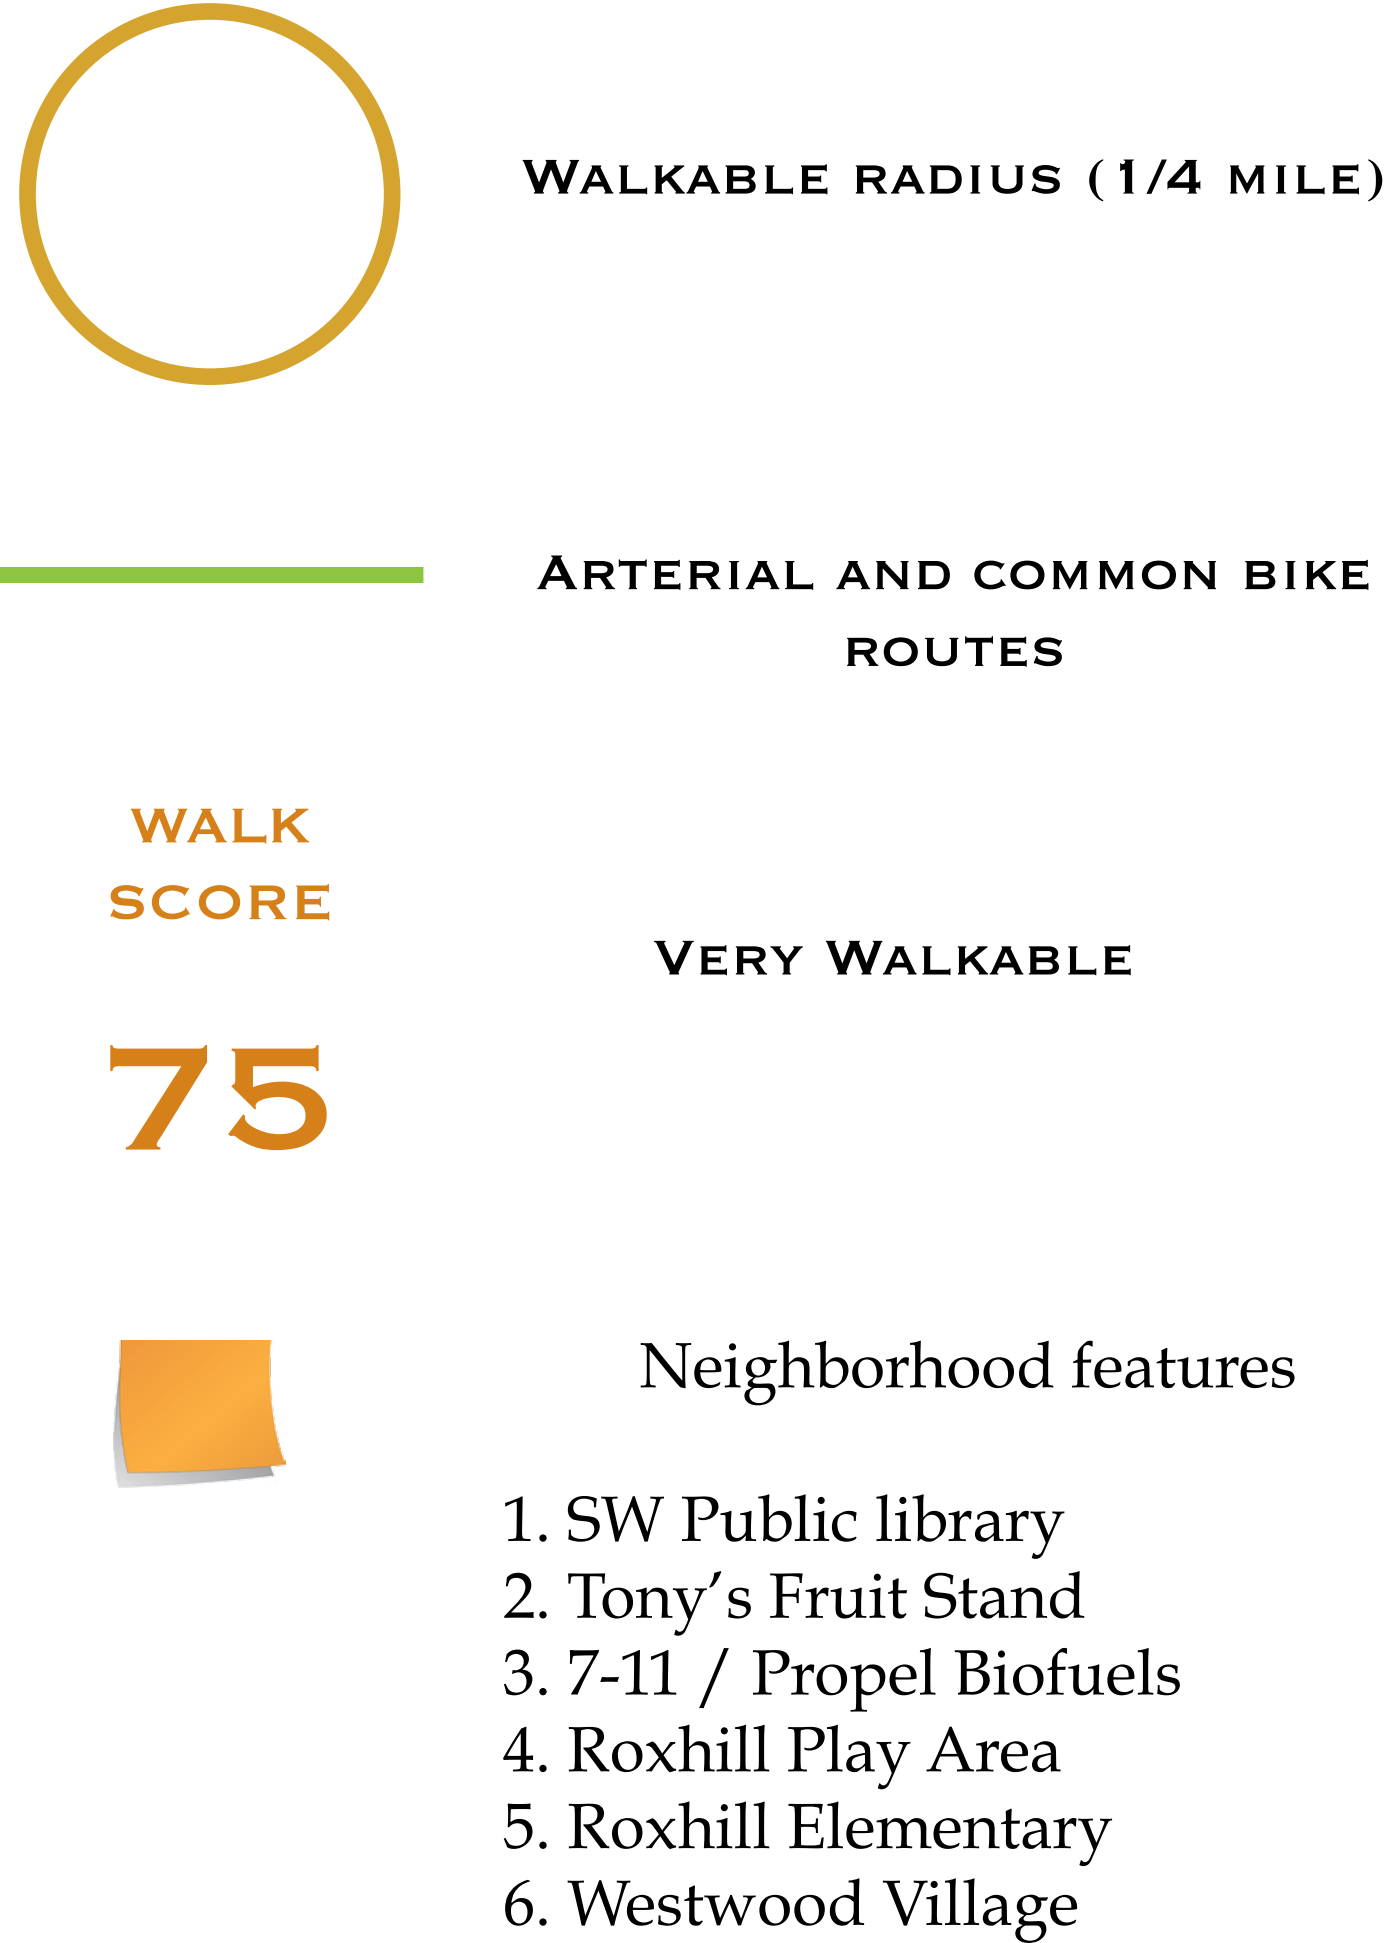 Walkable radius (1/4 mile)
Arterial and common bike
routes
walk
score
Very Walkable
75
Neighborhood features
1. SW Public library
2. Tony’s Fruit Stand
3. 7-11 / Propel Biofuels
4. Roxhill Play Area
5. Roxhill Elementary
6. Westwood Village